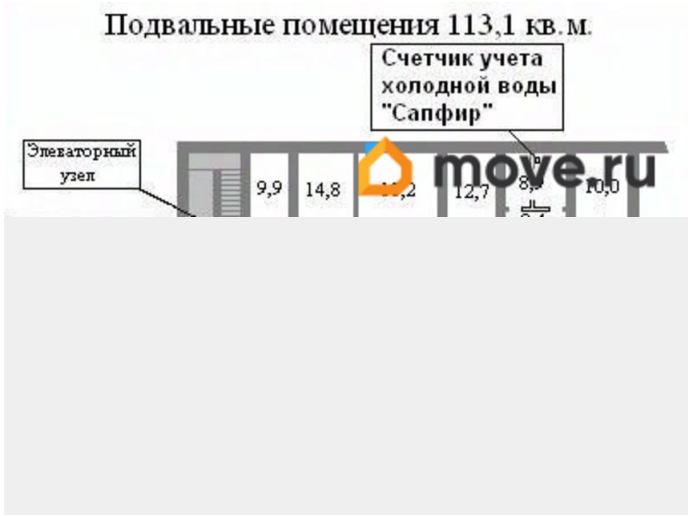 Подвальные помещения 113,1 кв.м.
Счетчик учета
холодной воды
"Сапфир"
Элеваторный
узел
move.ru
9,9 14,8 12,7 10,0